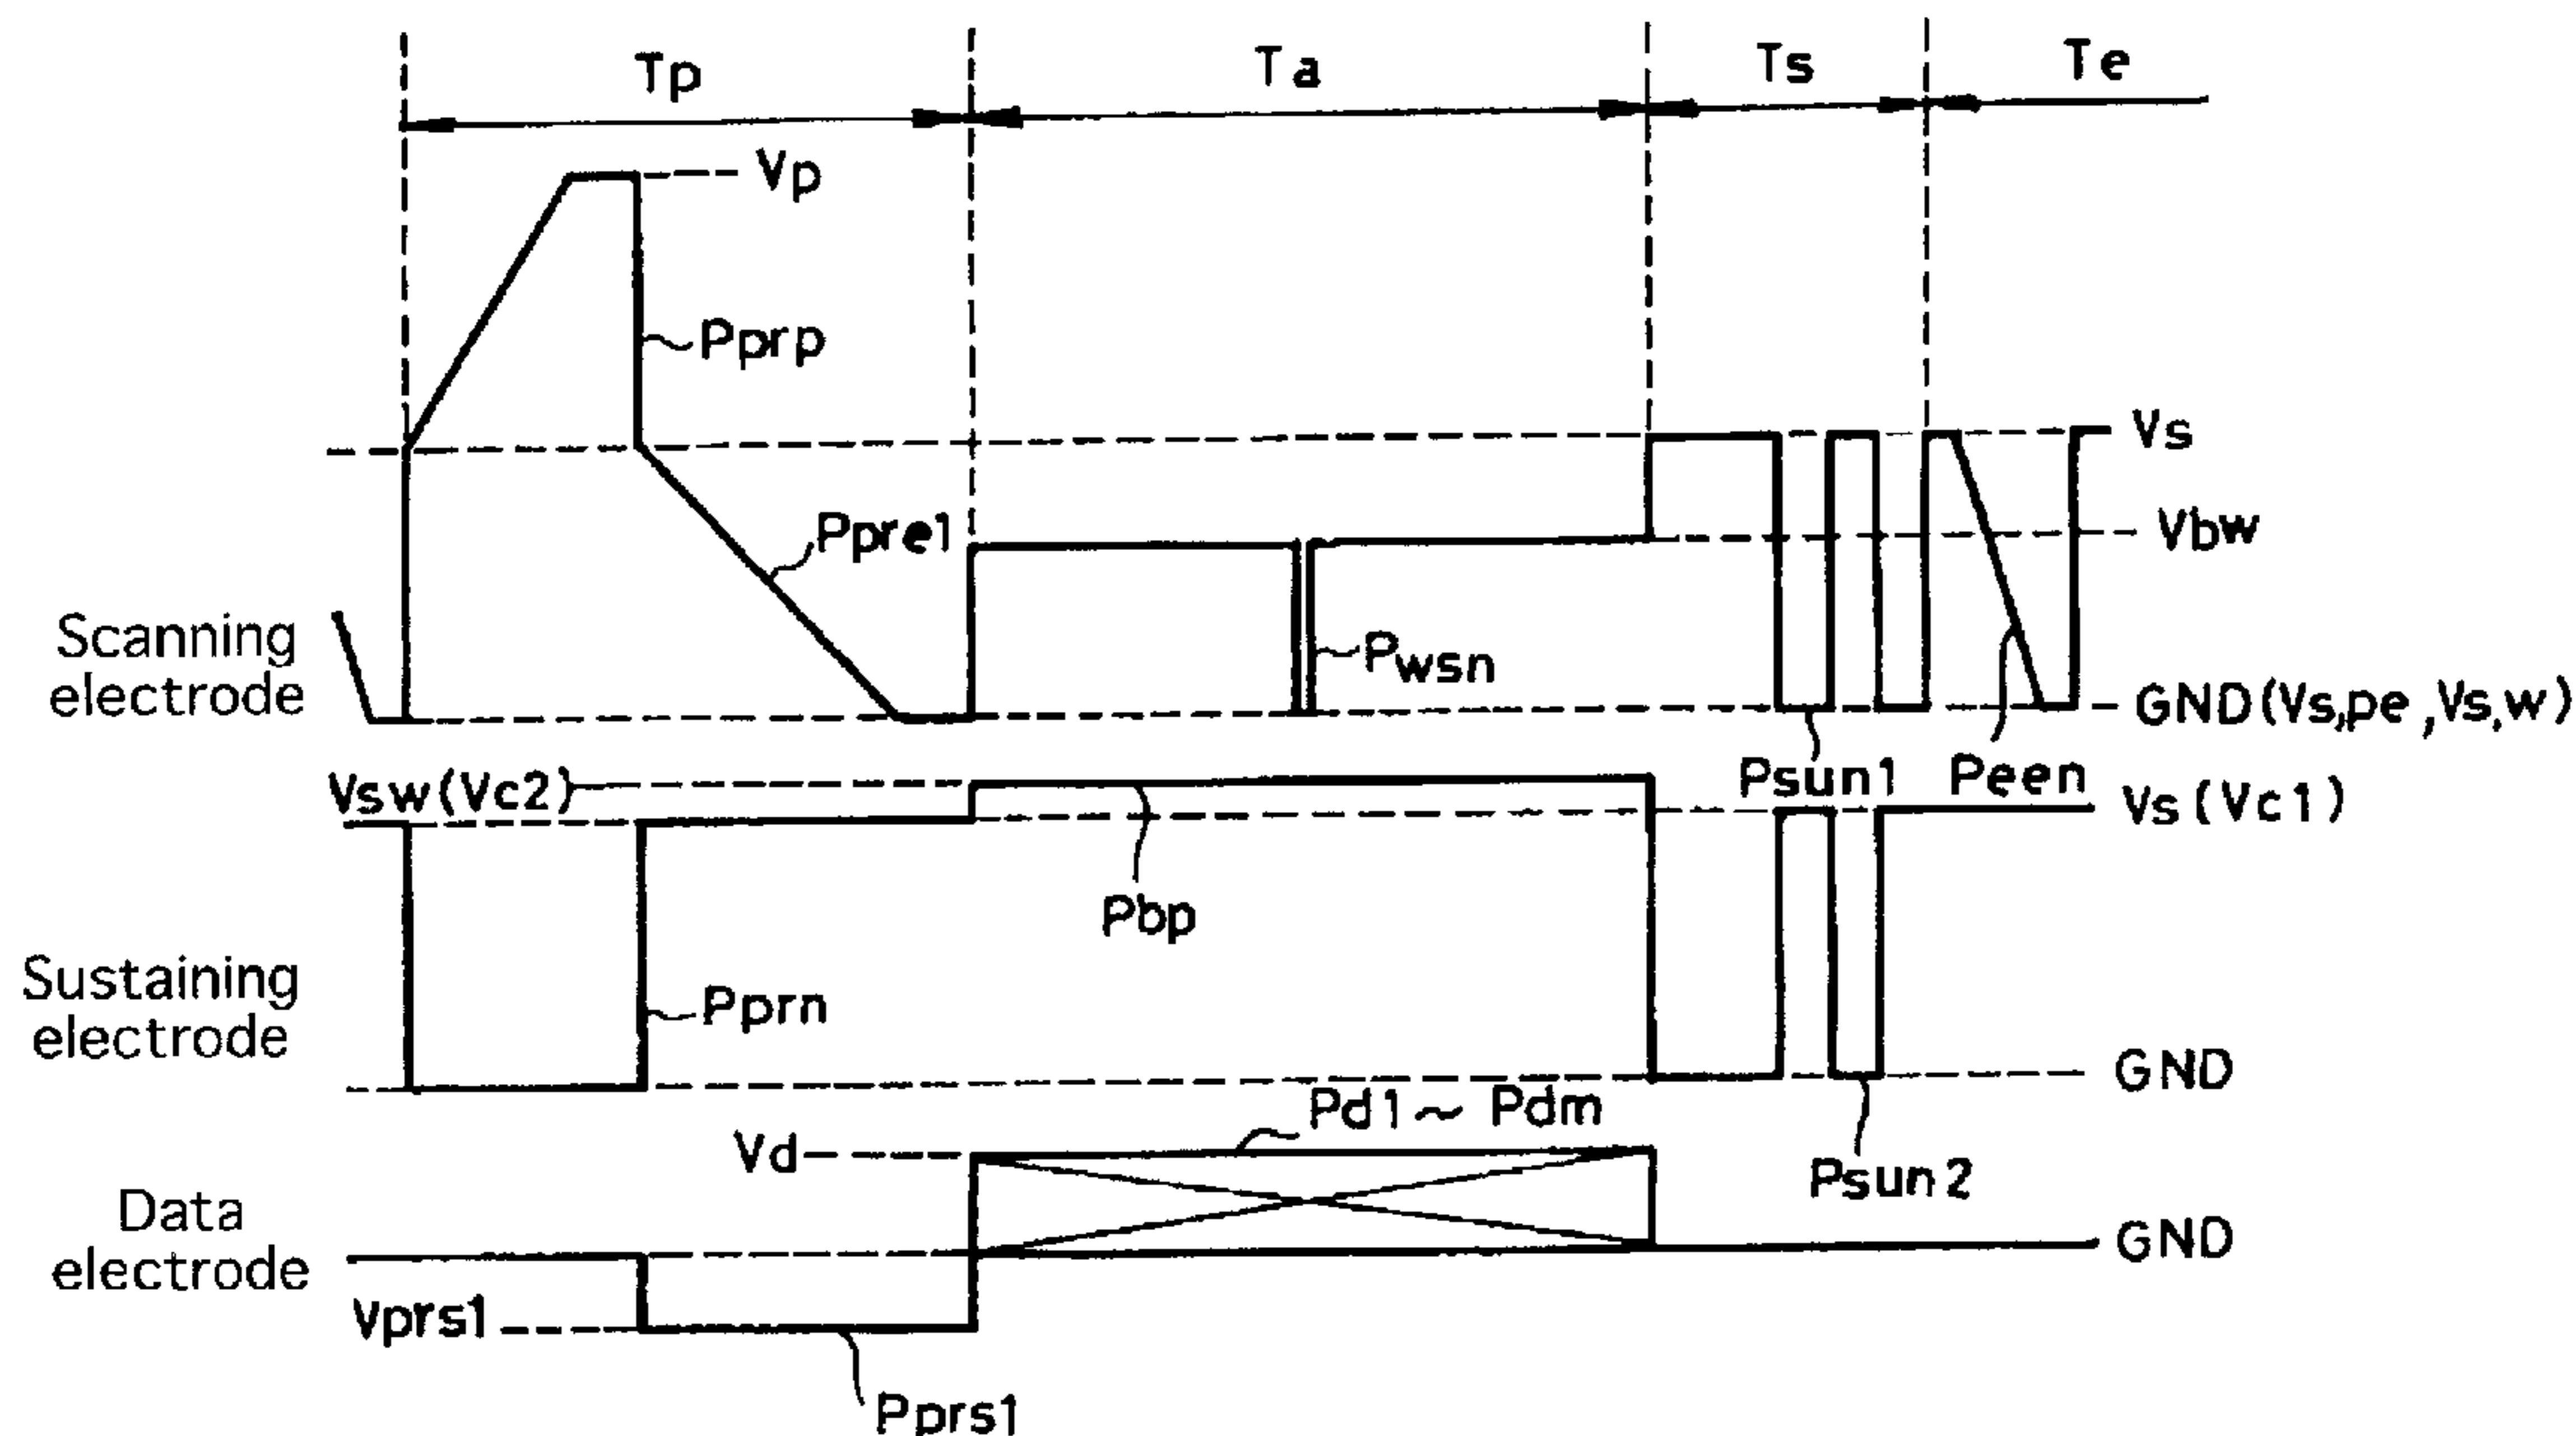 Tp
Ta
Ts
Te
Vp
Pprp
Vs
Ppre1
Vbw
Scanning
electrode
Pwsn
GND(Vs,pe,Vs,w)
Psun1
Peen
Vsw(Vc2)
Vs(Vc1)
Pbp
Sustaining
electrode
Pprn
GND
Pd1~Pdm
Vd
Psun2
Data
electrode
GND
Vprs1
Pprs1